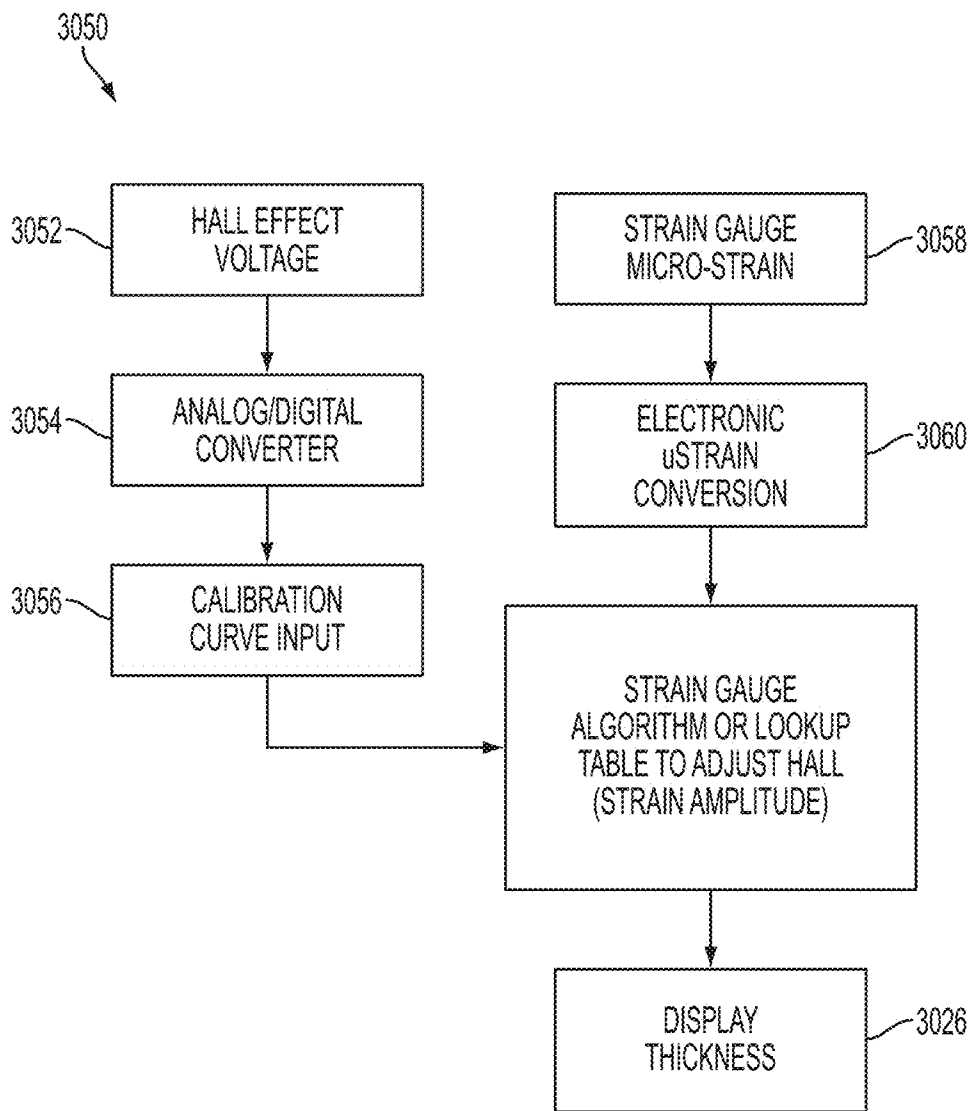 3050
3052
HALL EFFECT
VOLTAGE
3054
ANALOG/DIGITAL
CONVERTER
3056
CALIBRATION
CURVE INPUT
STRAIN GAUGE
MICRO-STRAIN
3058
ELECTRONIC
uSTRAIN
CONVERSION
3060
STRAIN GAUGE
ALGORITHM OR LOOKUP
TABLE TO ADJUST HALL
(STRAIN AMPLITUDE)
DISPLAY
THICKNESS
3026